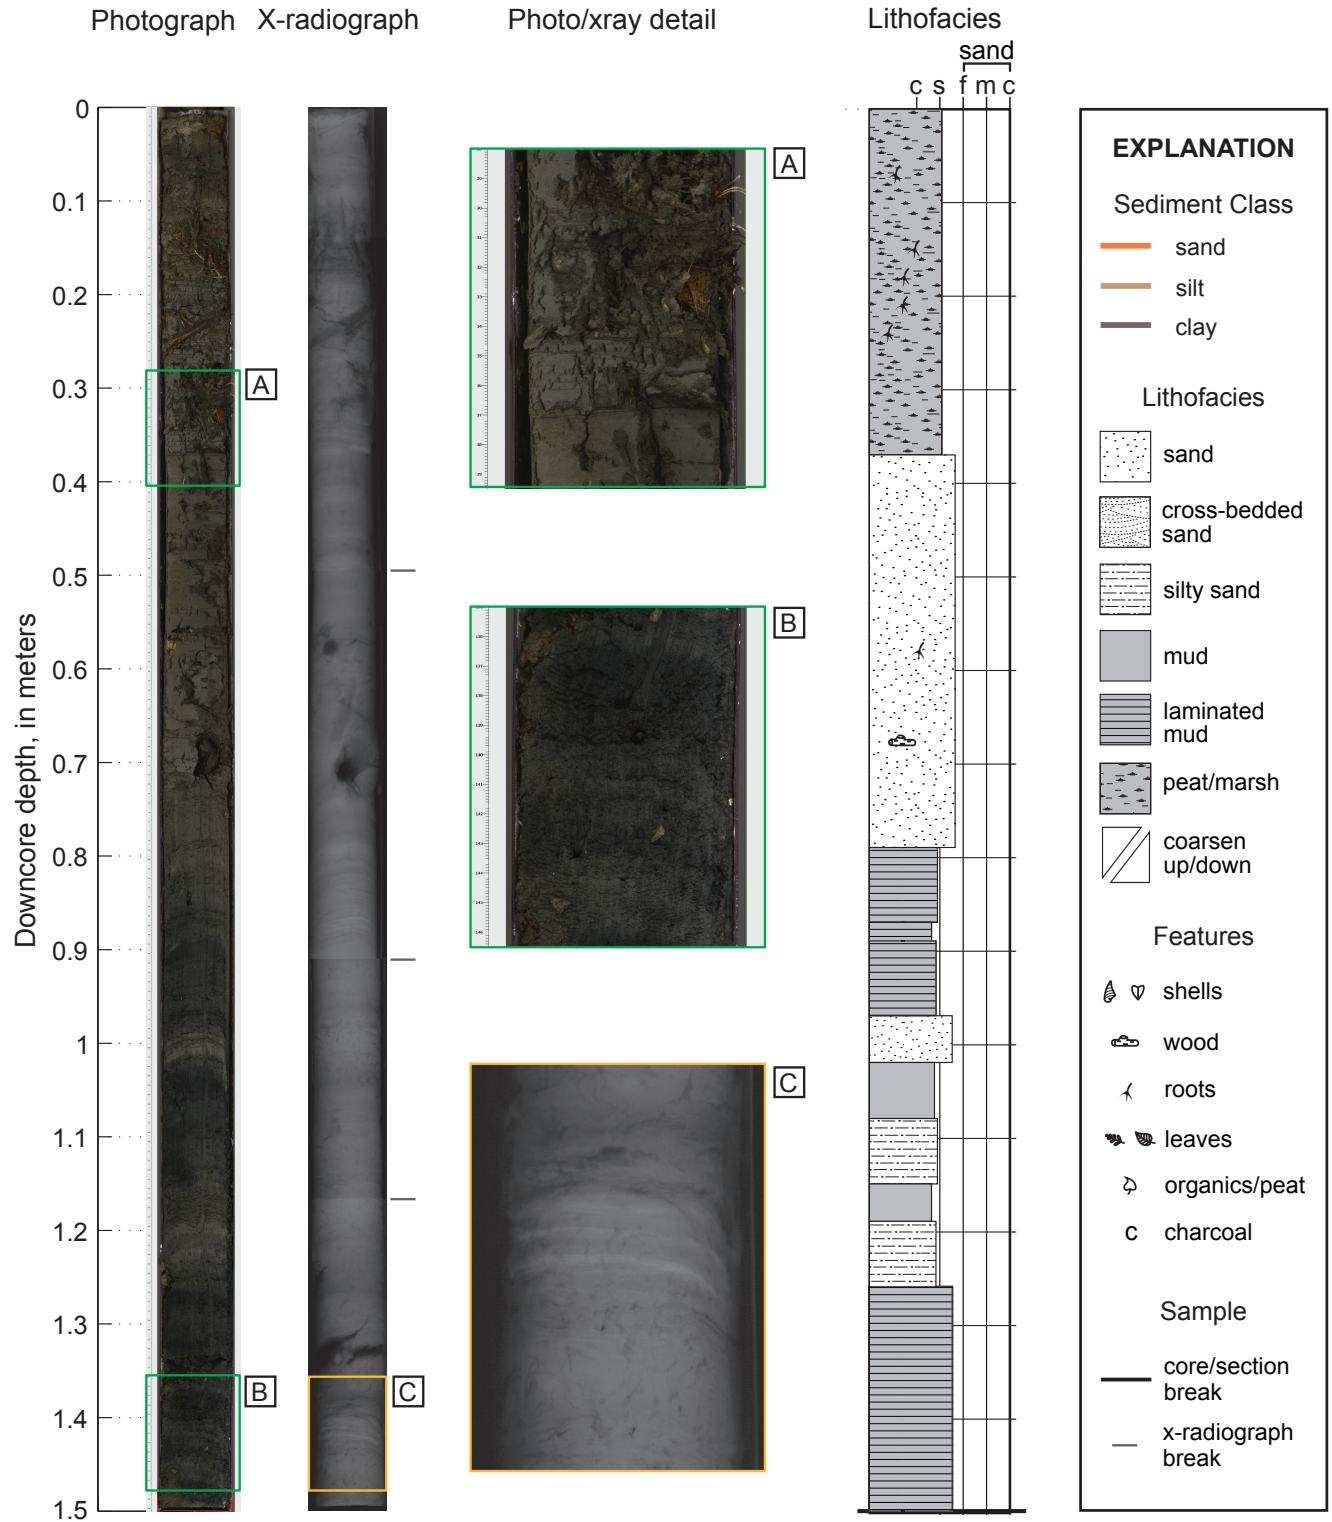 Photograph X-radiograph Photo/xray detail Lithofacies
sand
c s f m c
Downcore depth, in meters
0
0.1
0.2
0.3
0.4
0.5
0.6
0.7
0.8
0.9
1
1.1
1.2
1.3
1.4
1.5
A
B
C
A
B
C
EXPLANATION
Sediment Class
sand
silt
clay
Lithofacies
sand
cross-bedded
sand
silty sand
mud
laminated
mud
peat/marsh
coarsen
up/down
Features
shells
wood
roots
leaves
organics/peat
c charcoal
Sample
core/section
break
x-radiograph
break